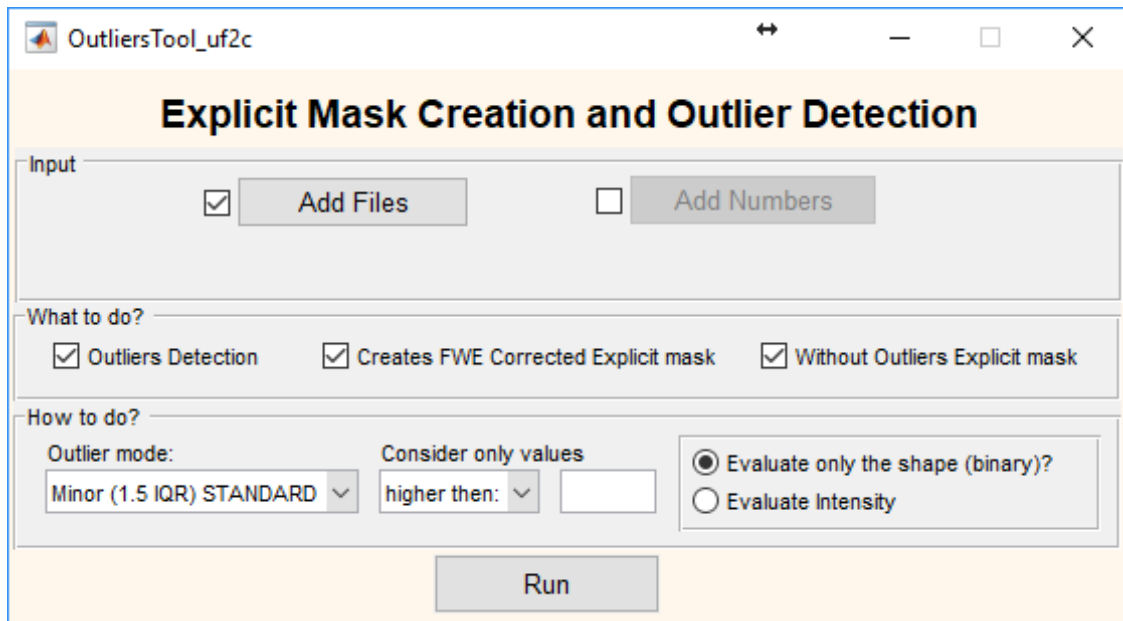 OutliersTool_uf2c
Explicit Mask Creation and Outlier Detection
Input
Add Files
Add Numbers
What to do?
Outliers Detection
Creates FWE Corrected Explicit mask
Without Outliers Explicit mask
How to do?
Outlier mode:
Minor (1.5 IQR) STANDARD
Consider only values
higher then:
Evaluate only the shape (binary)?
Evaluate Intensity
Run